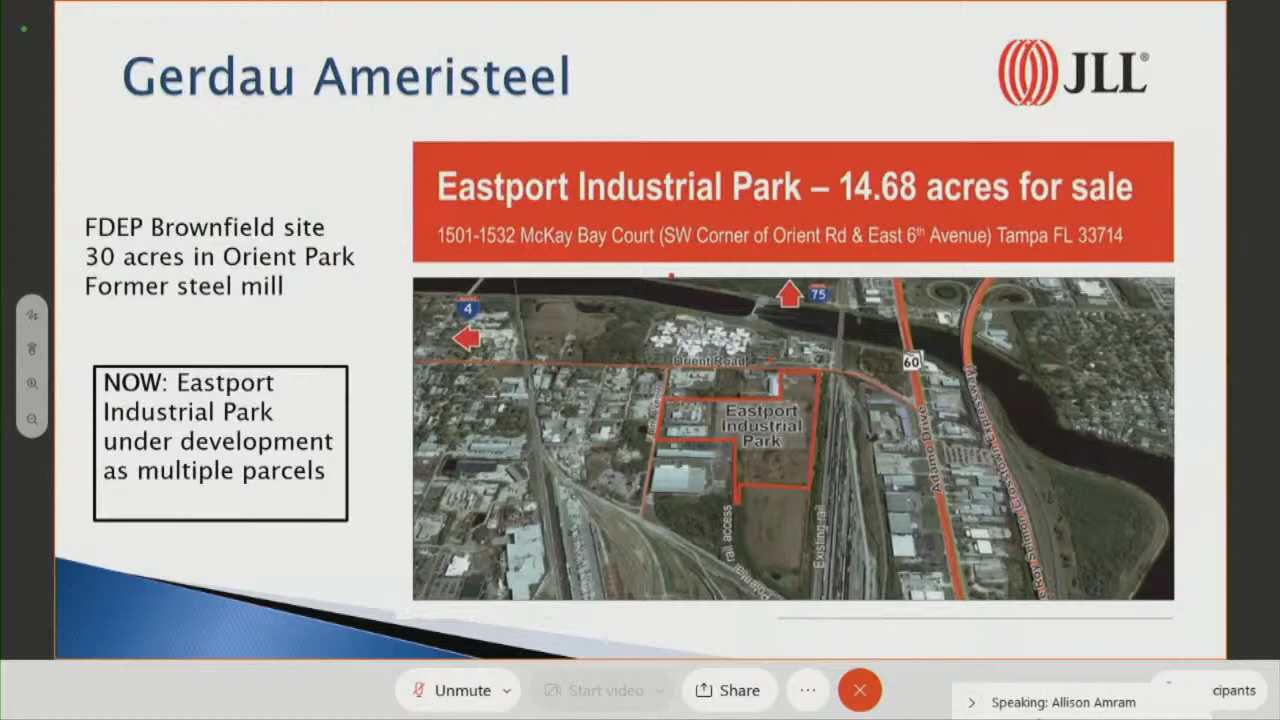 Gerdau Ameristeel
JLL®
Eastport Industrial Park – 14.68 acres for sale
1501-1532 McKay Bay Court (SW Corner of Orient Rd & East 6th Avenue) Tampa FL 33714
FDEP Brownfield site
30 acres in Orient Park
Former steel mill
NOW: Eastport
Industrial Park
under development
as multiple parcels
4
75
60
Orient Road
Eastport
Industrial
Park
Adamo Drive
rail access
Potential
Existing rail
Unmute
Start video
Share
cipants
Speaking: Allison Amram